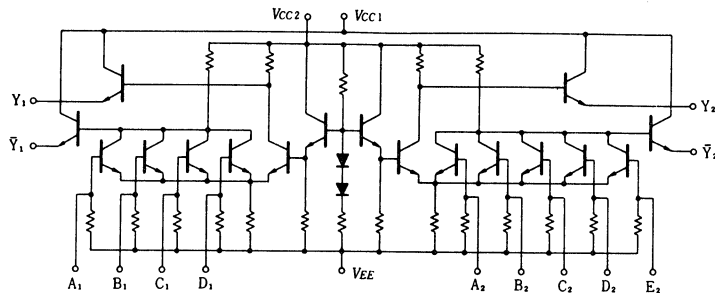 VCC2 VCC1
Y1 Y2
Ȳ1 Ȳ2
A1 B1 C1 D1 VEE A2 B2 C2 D2 E2